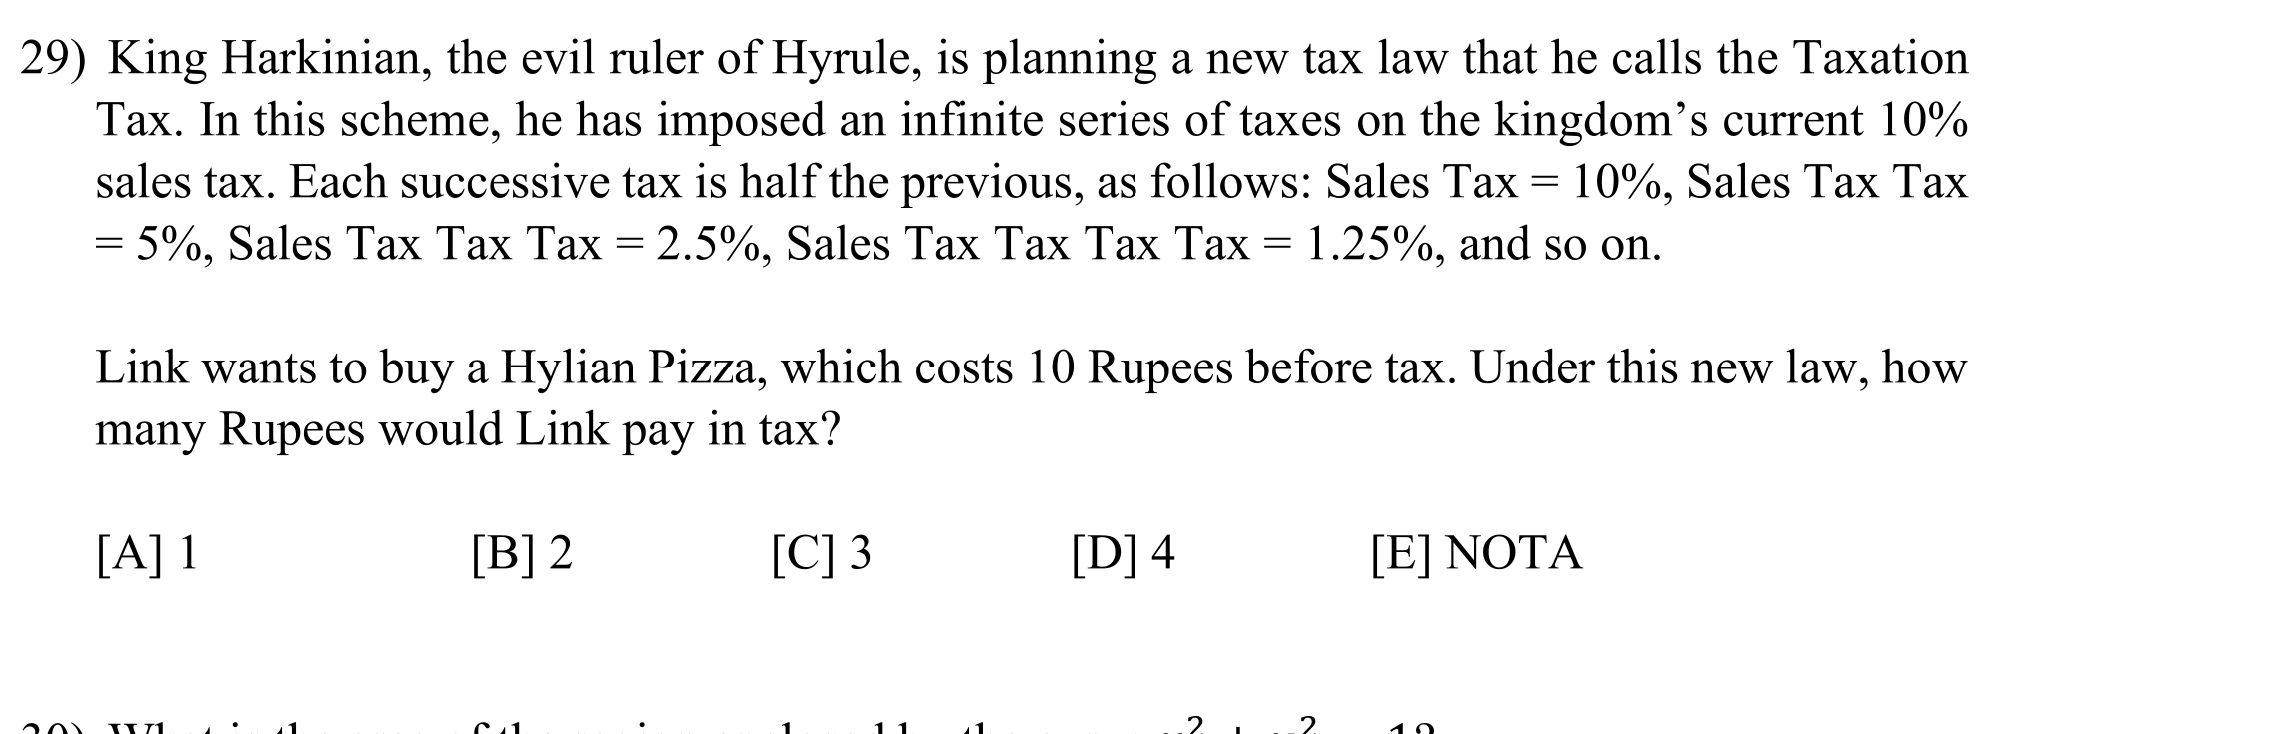 29) King Harkinian, the evil ruler of Hyrule, is planning a new tax law that he calls the Taxation
Tax. In this scheme, he has imposed an infinite series of taxes on the kingdom’s current 10%
sales tax. Each successive tax is half the previous, as follows: Sales Tax = 10%, Sales Tax Tax
= 5%, Sales Tax Tax Tax = 2.5%, Sales Tax Tax Tax Tax = 1.25%, and so on.
Link wants to buy a Hylian Pizza, which costs 10 Rupees before tax. Under this new law, how
many Rupees would Link pay in tax?
[A] 1 [B] 2 [C] 3 [D] 4 [E] NOTA